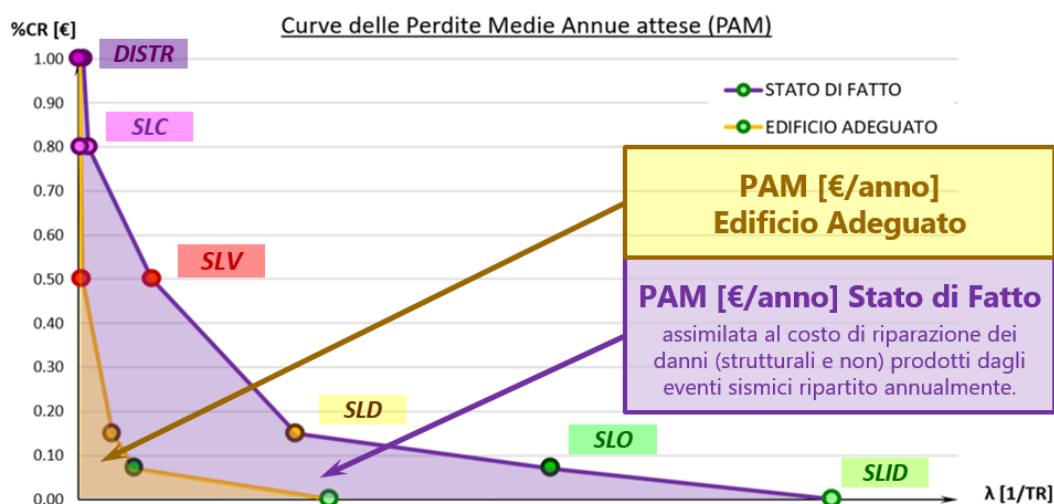 Curve delle Perdite Medie Annue attese (PAM)
%CR [€]
1.00
0.90
0.80
0.70
0.60
0.50
0.40
0.30
0.20
0.10
0.00
DISTR
SLC
SLV
SLD
SLO
SLID
STATO DI FATTO
EDIFICIO ADEGUATO
PAM [€/anno]
Edificio Adeguato
PAM [€/anno] Stato di Fatto
assimilata al costo di riparazione dei
danni (strutturali e non) prodotti dagli
eventi sismici ripartito annualmente.
λ [1/TR]